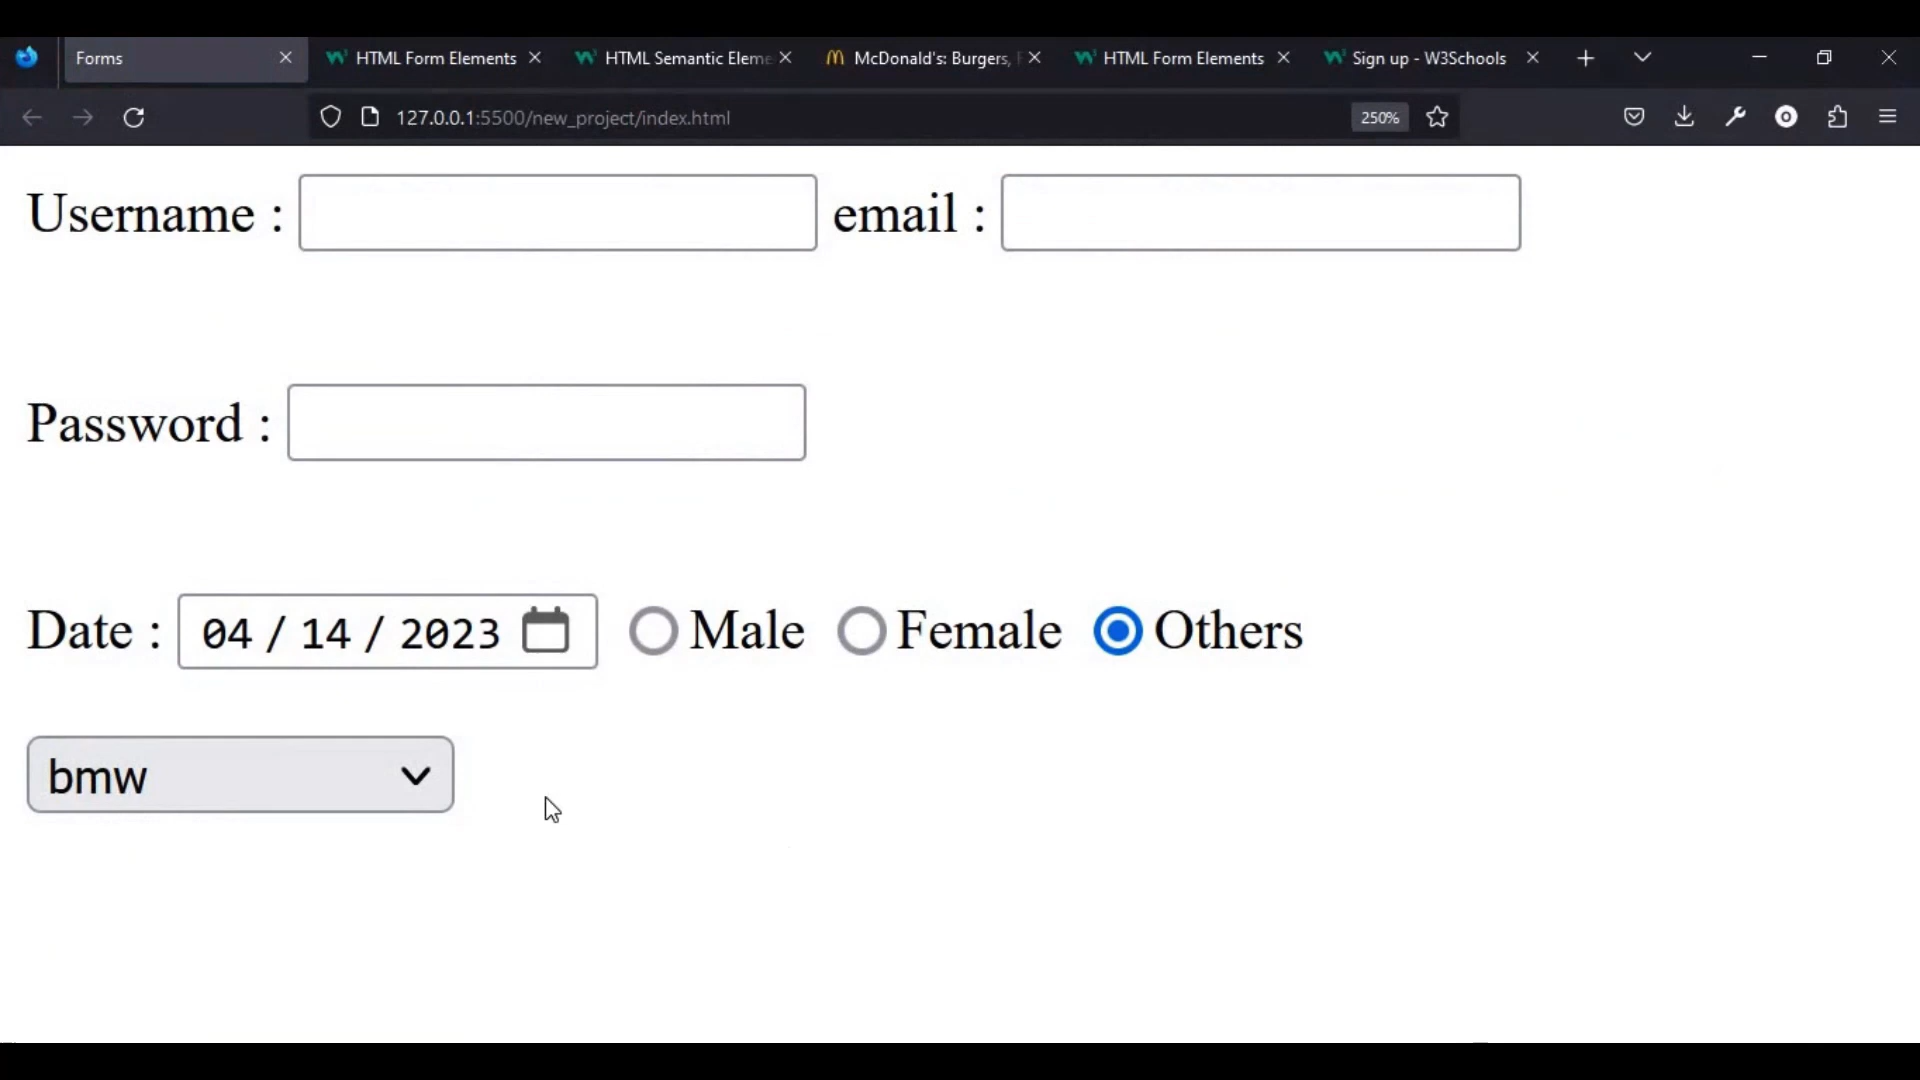 Forms
HTML Form Elements
HTML Semantic Eleme
McDonald's: Burgers,
HTML Form Elements
Sign up - W3Schools
127.0.0.1:5500/new_project/index.html
250%
Username :
email :
Password :
Date : 04 / 14 / 2023
Male
Female
Others
bmw